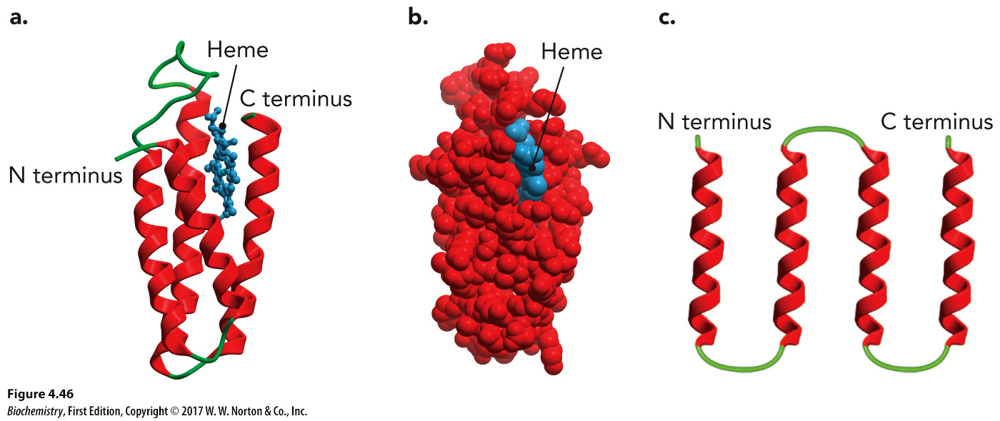 a.
Heme
C terminus
N terminus
b.
Heme
c.
N terminus
C terminus
Figure 4.46
Biochemistry, First Edition, Copyright © 2017 W. W. Norton & Co., Inc.